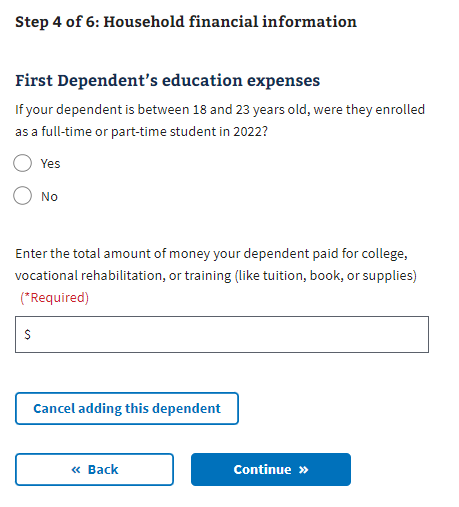 Step 4 of 6: Household financial information
First Dependent’s education expenses
If your dependent is between 18 and 23 years old, were they enrolled
as a full-time or part-time student in 2022?
Yes
No
Enter the total amount of money your dependent paid for college,
vocational rehabilitation, or training (like tuition, book, or supplies)
(*Required)
$
Cancel adding this dependent
« Back
Continue »